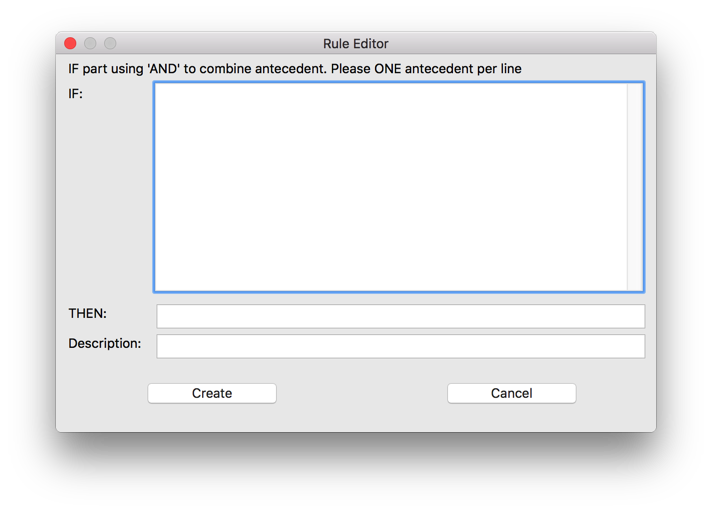 Rule Editor
IF part using 'AND' to combine antecedent. Please ONE antecedent per line
IF:
THEN:
Description:
Create Cancel